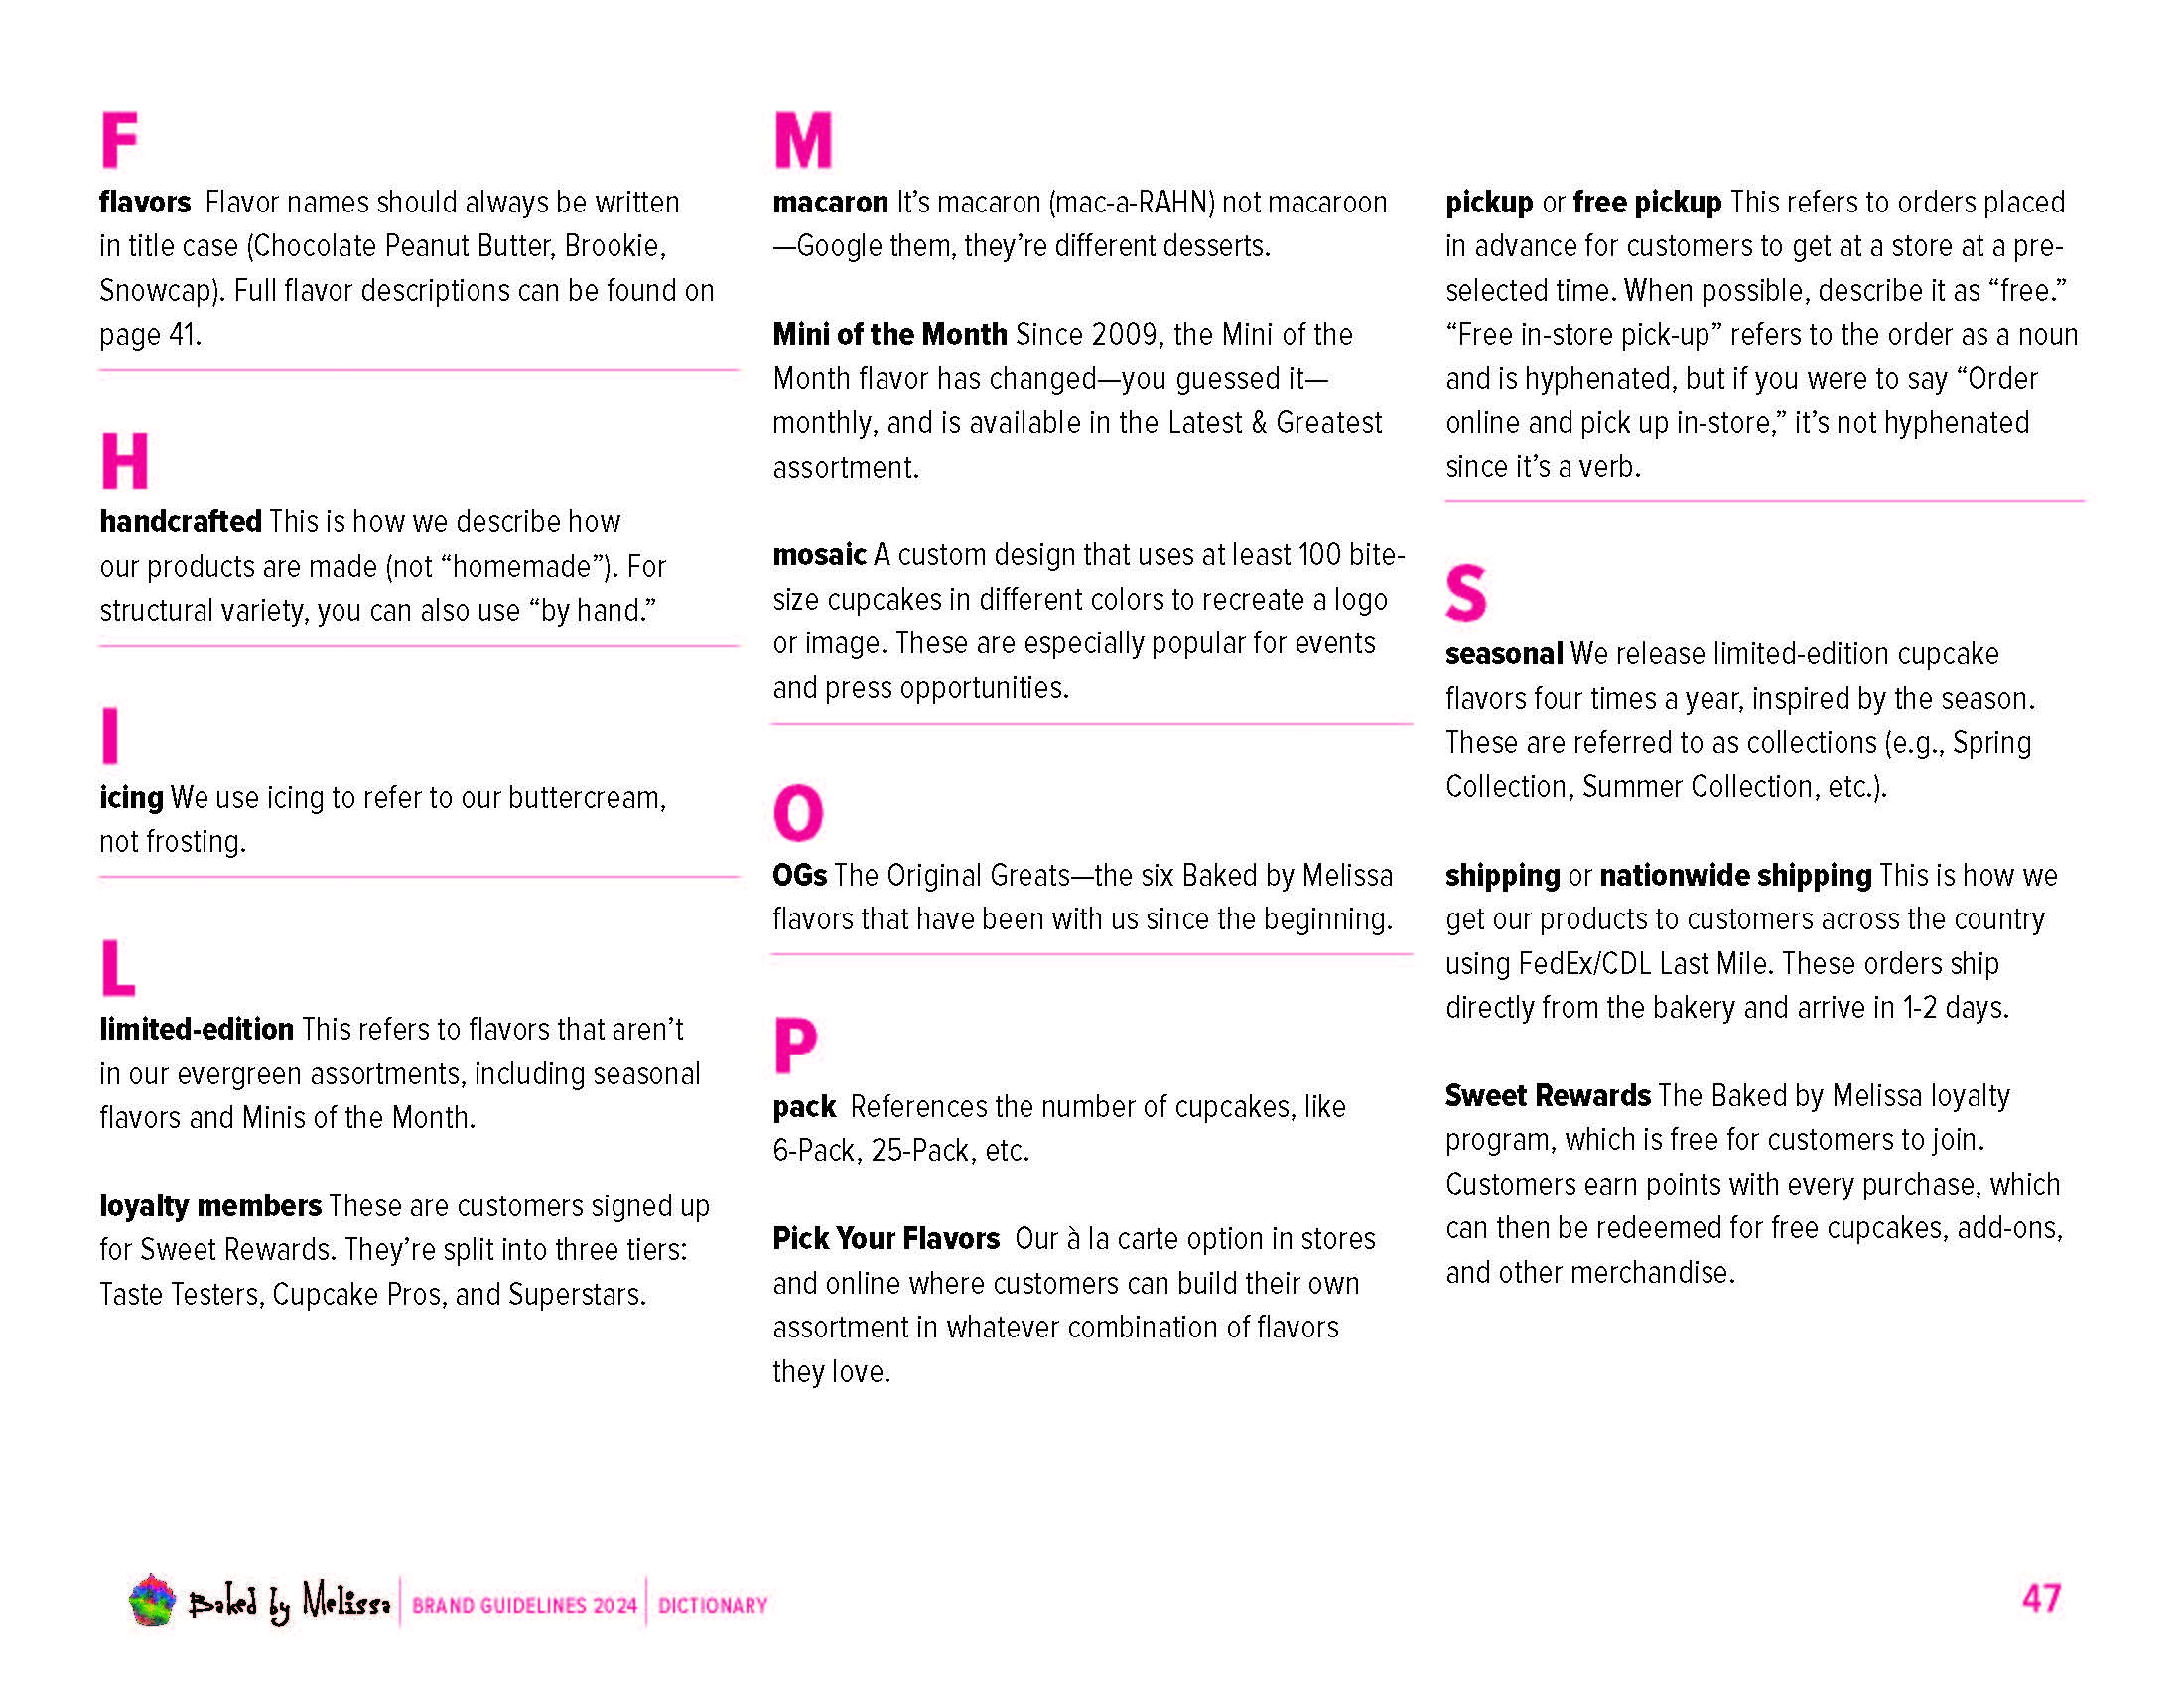 F
flavors Flavor names should always be written
in title case (Chocolate Peanut Butter, Brookie,
Snowcap). Full flavor descriptions can be found on
page 41.
H
handcrafted This is how we describe how
our products are made (not “homemade”). For
structural variety, you can also use “by hand.”
I
icing We use icing to refer to our buttercream,
not frosting.
L
limited-edition This refers to flavors that aren’t
in our evergreen assortments, including seasonal
flavors and Minis of the Month.
loyalty members These are customers signed up
for Sweet Rewards. They’re split into three tiers:
Taste Testers, Cupcake Pros, and Superstars.
M
macaron It’s macaron (mac-a-RAHN) not macaroon
—Google them, they’re different desserts.
Mini of the Month Since 2009, the Mini of the
Month flavor has changed—you guessed it—
monthly, and is available in the Latest & Greatest
assortment.
mosaic A custom design that uses at least 100 bite-
size cupcakes in different colors to recreate a logo
or image. These are especially popular for events
and press opportunities.
O
OGs The Original Greats—the six Baked by Melissa
flavors that have been with us since the beginning.
P
pack References the number of cupcakes, like
6-Pack, 25-Pack, etc.
Pick Your Flavors Our à la carte option in stores
and online where customers can build their own
assortment in whatever combination of flavors
they love.
pickup or free pickup This refers to orders placed
in advance for customers to get at a store at a pre-
selected time. When possible, describe it as “free.”
“Free in-store pick-up” refers to the order as a noun
and is hyphenated, but if you were to say “Order
online and pick up in-store,” it’s not hyphenated
since it’s a verb.
S
seasonal We release limited-edition cupcake
flavors four times a year, inspired by the season.
These are referred to as collections (e.g., Spring
Collection, Summer Collection, etc.).
shipping or nationwide shipping This is how we
get our products to customers across the country
using FedEx/CDL Last Mile. These orders ship
directly from the bakery and arrive in 1-2 days.
Sweet Rewards The Baked by Melissa loyalty
program, which is free for customers to join.
Customers earn points with every purchase, which
can then be redeemed for free cupcakes, add-ons,
and other merchandise.
Baked by Melissa BRAND GUIDELINES 2024 DICTIONARY
47